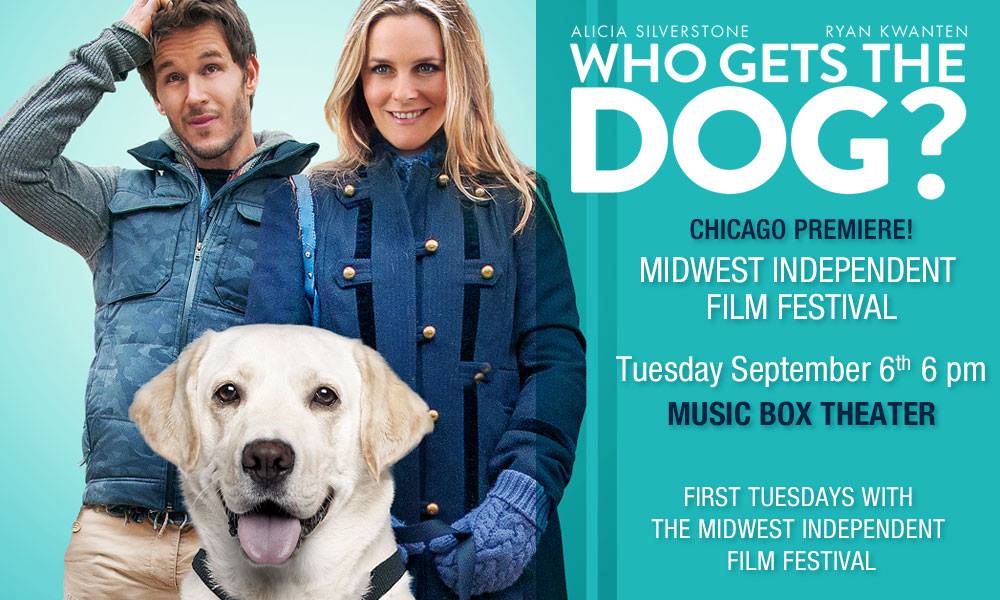 ALICIA SILVERSTONE RYAN KWANTEN
WHO GETS THE
DOG?
CHICAGO PREMIERE!
MIDWEST INDEPENDENT
FILM FESTIVAL
Tuesday September 6th 6 pm
MUSIC BOX THEATER
FIRST TUESDAYS WITH
THE MIDWEST INDEPENDENT
FILM FESTIVAL